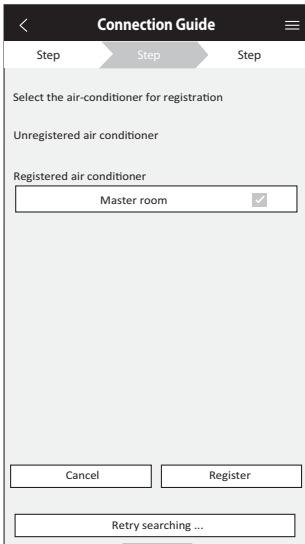 Connection Guide
Step Step Step
Select the air-conditioner for registration
Unregistered air conditioner
Registered air conditioner
Master room
Cancel Register
Retry searching ...